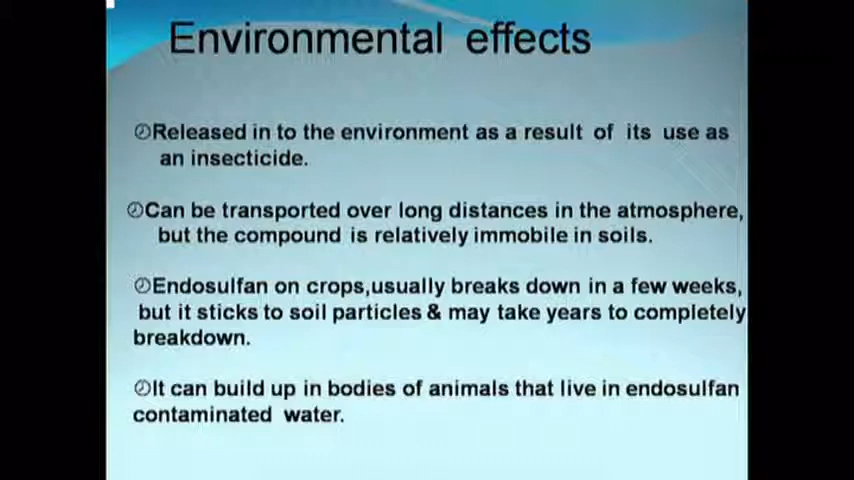 Environmental effects
Released in to the environment as a result of its use as
an insecticide.
Can be transported over long distances in the atmosphere,
but the compound is relatively immobile in soils.
Endosulfan on crops,usually breaks down in a few weeks,
but it sticks to soil particles & may take years to completely
breakdown.
It can build up in bodies of animals that live in endosulfan
contaminated water.